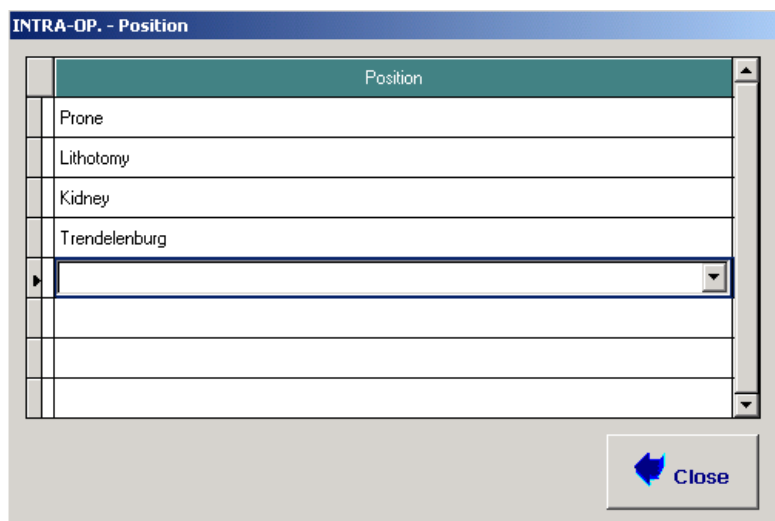 INTRA-OP. - Position
Position
Prone
Lithotomy
Kidney
Trendelenburg
Close